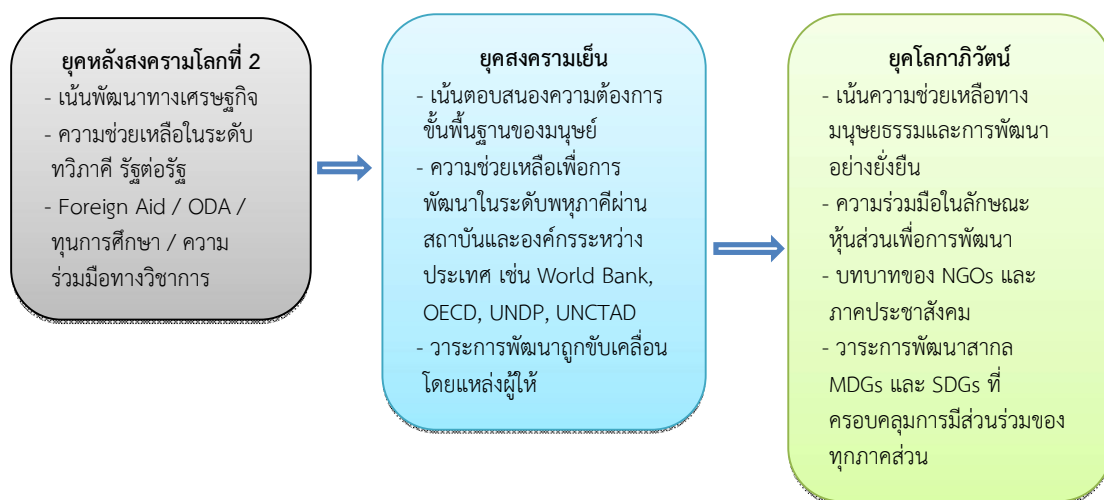 ยุคหลังสงครามโลกที่ 2
- เน้นพัฒนาทางเศรษฐกิจ
- ความช่วยเหลือในระดับ
ทวิภาคี รัฐต่อรัฐ
- Foreign Aid / ODA /
ทุนการศึกษา / ความ
ร่วมมือทางวิชาการ
ยุคสงครามเย็น
- เน้นตอบสนองความต้องการ
ขั้นพื้นฐานของมนุษย์
- ความช่วยเหลือเพื่อการ
พัฒนาในระดับพหุภาคีผ่าน
สถาบันและองค์กรระหว่าง
ประเทศ เช่น World Bank,
OECD, UNDP, UNCTAD
- วาระการพัฒนาถูกขับเคลื่อน
โดยแหล่งผู้ให้
ยุคโลกาภิวัตน์
- เน้นความช่วยเหลือทาง
มนุษยธรรมและการพัฒนา
อย่างยั่งยืน
- ความร่วมมือในลักษณะ
หุ้นส่วนเพื่อการพัฒนา
- บทบาทของ NGOs และ
ภาคประชาสังคม
- วาระการพัฒนาสากล
MDGs และ SDGs ที่
ครอบคลุมการมีส่วนร่วมของ
ทุกภาคส่วน